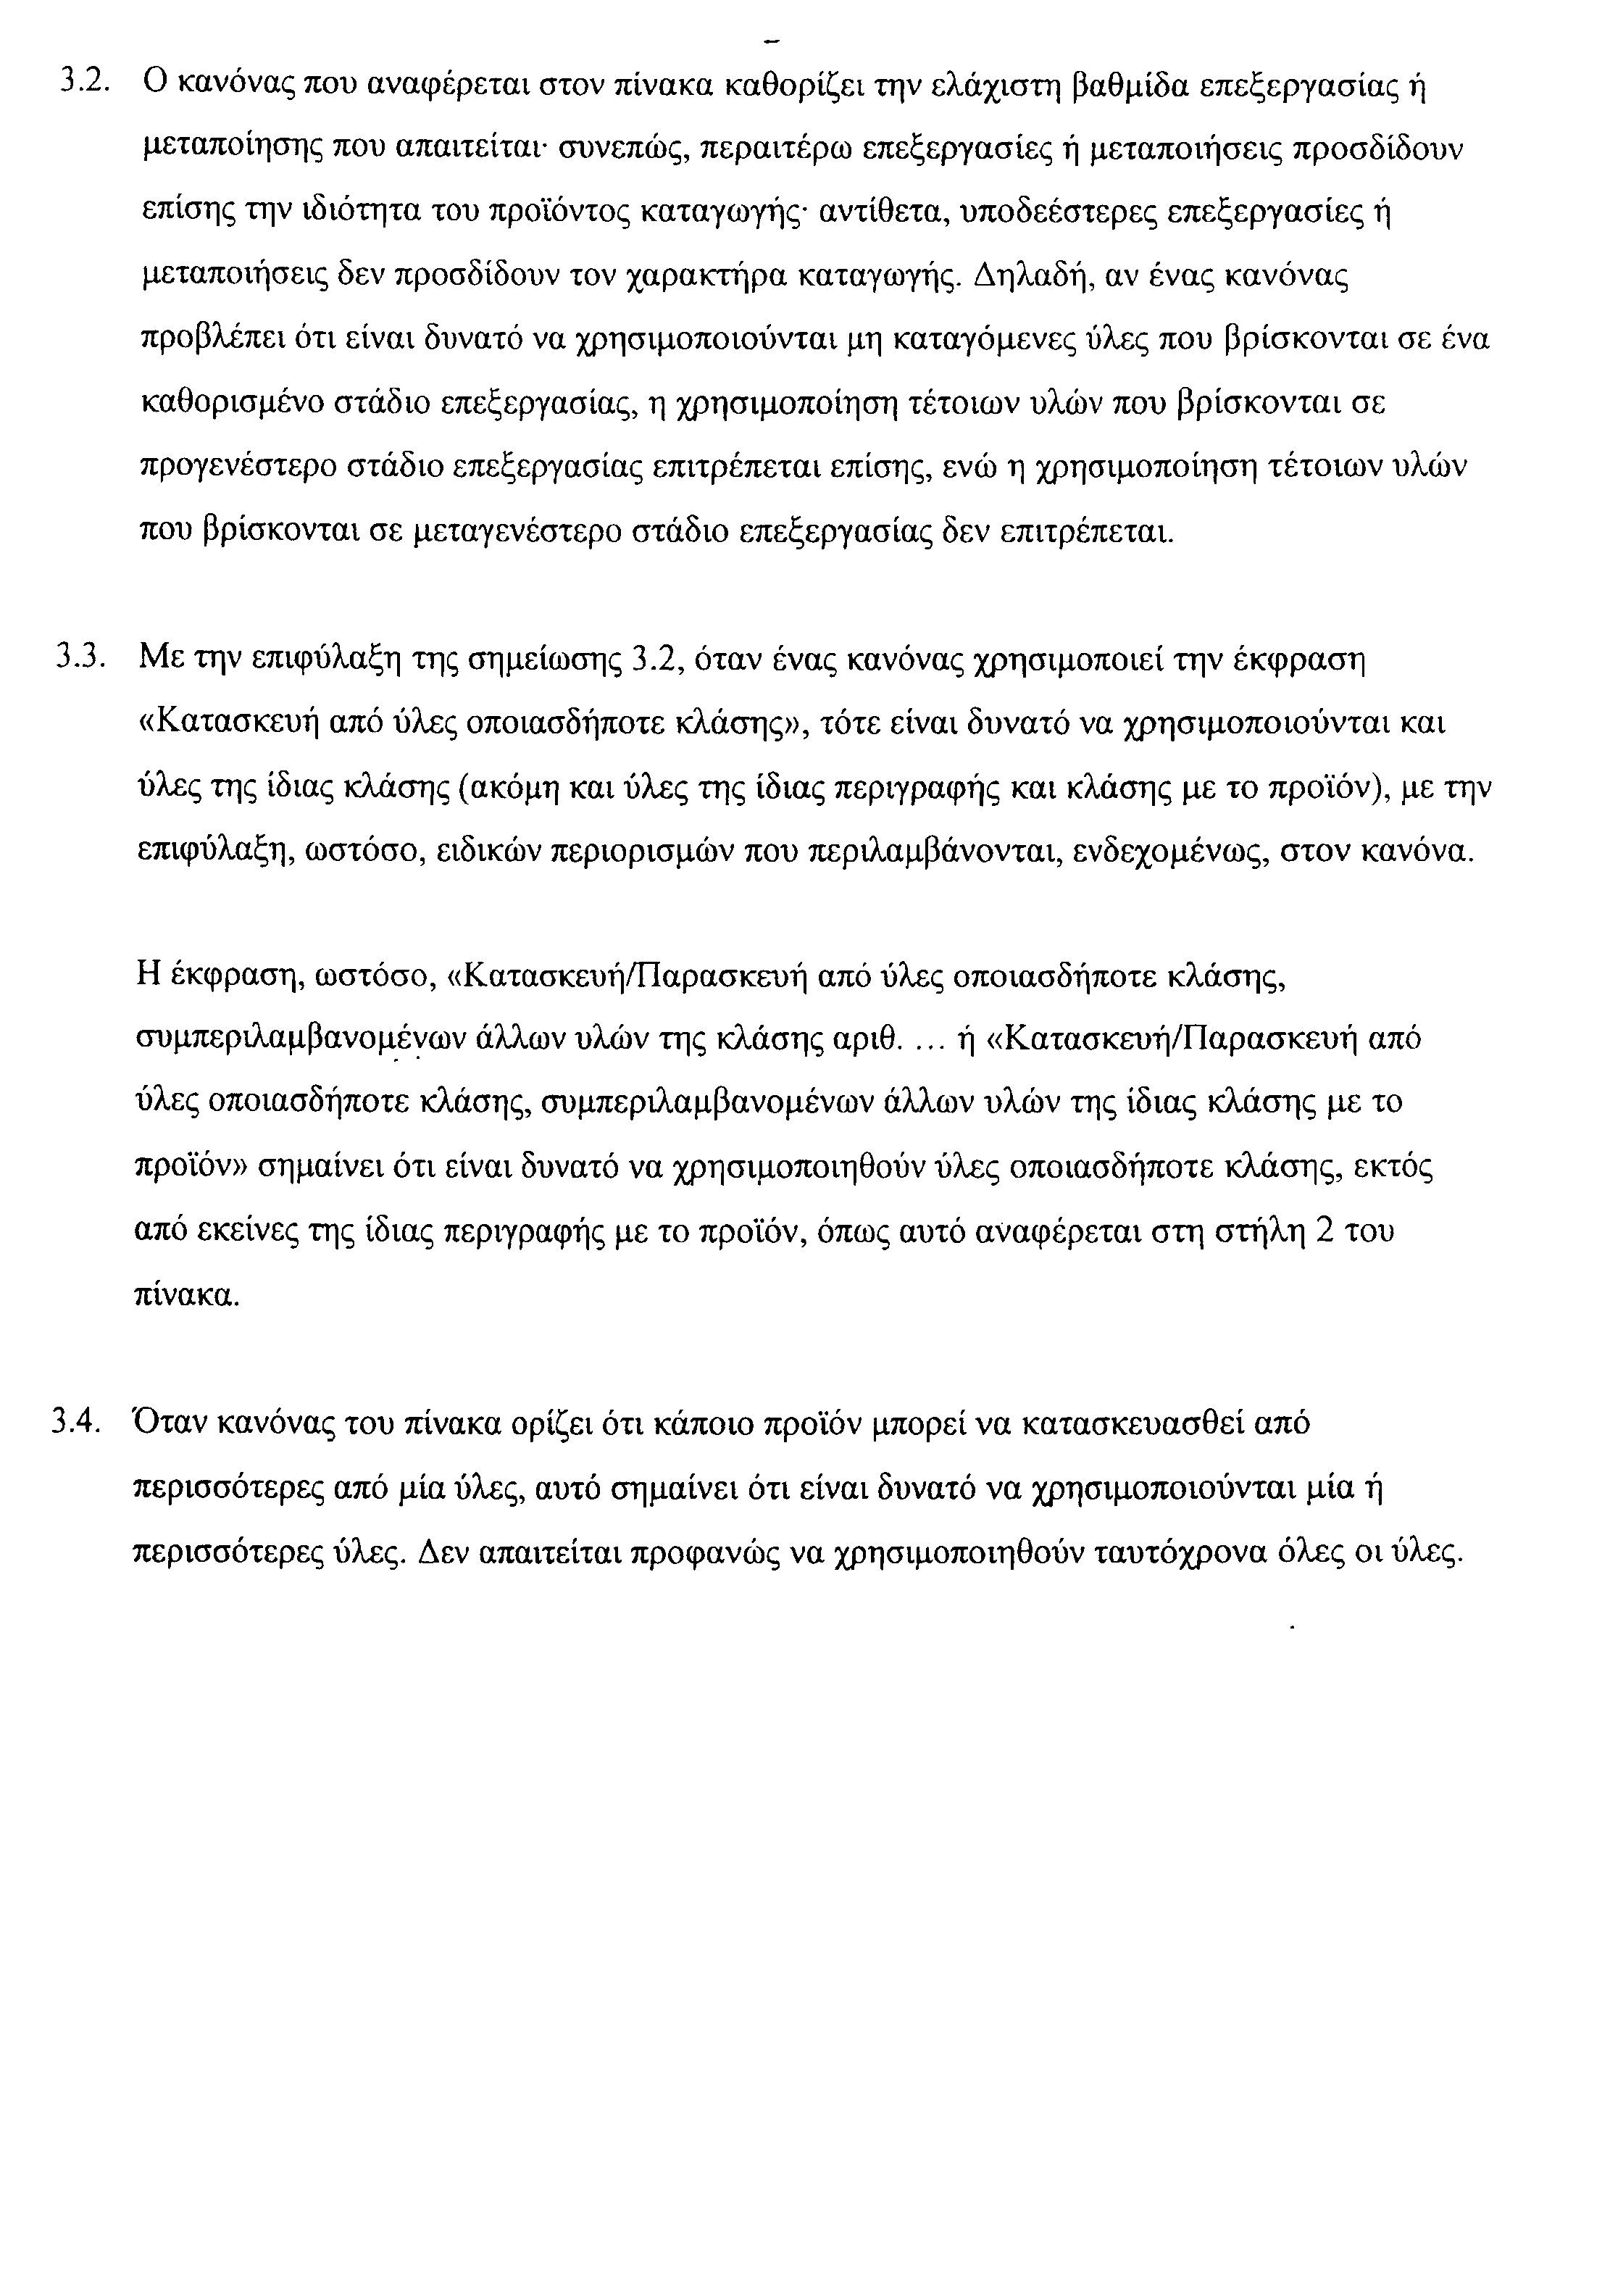 3.2. Ο κανόνας που αναφέρεται στον πίνακα καθορίζει την ελάχιστη βαθμίδα επεξεργασίας ή
μεταποίησης που απαιτείται· συνεπώς, περαιτέρω επεξεργασίες ή μεταποιήσεις προσδίδουν
επίσης την ιδιότητα του προϊόντος καταγωγής· αντίθετα, υποδεέστερες επεξεργασίες ή
μεταποιήσεις δεν προσδίδουν τον χαρακτήρα καταγωγής. Δηλαδή, αν ένας κανόνας
προβλέπει ότι είναι δυνατό να χρησιμοποιούνται μη καταγόμενες ύλες που βρίσκονται σε ένα
καθορισμένο στάδιο επεξεργασίας, η χρησιμοποίηση τέτοιων υλών που βρίσκονται σε
προγενέστερο στάδιο επεξεργασίας επιτρέπεται επίσης, ενώ η χρησιμοποίηση τέτοιων υλών
που βρίσκονται σε μεταγενέστερο στάδιο επεξεργασίας δεν επιτρέπεται.
3.3. Με την επιφύλαξη της σημείωσης 3.2, όταν ένας κανόνας χρησιμοποιεί την έκφραση
«Κατασκευή από ύλες οποιασδήποτε κλάσης», τότε είναι δυνατό να χρησιμοποιούνται και
ύλες της ίδιας κλάσης (ακόμη και ύλες της ίδιας περιγραφής και κλάσης με το προϊόν), με την
επιφύλαξη, ωστόσο, ειδικών περιορισμών που περιλαμβάνονται, ενδεχομένως, στον κανόνα.
Η έκφραση, ωστόσο, «Κατασκευή/Παρασκευή από ύλες οποιασδήποτε κλάσης,
συμπεριλαμβανομένων άλλων υλών της κλάσης αριθ. ... ή «Κατασκευή/Παρασκευή από
ύλες οποιασδήποτε κλάσης, συμπεριλαμβανομένων άλλων υλών της ίδιας κλάσης με το
προϊόν» σημαίνει ότι είναι δυνατό να χρησιμοποιηθούν ύλες οποιασδήποτε κλάσης, εκτός
από εκείνες της ίδιας περιγραφής με το προϊόν, όπως αυτό αναφέρεται στη στήλη 2 του
πίνακα.
3.4. Όταν κανόνας του πίνακα ορίζει ότι κάποιο προϊόν μπορεί να κατασκευασθεί από
περισσότερες από μία ύλες, αυτό σημαίνει ότι είναι δυνατό να χρησιμοποιούνται μία ή
περισσότερες ύλες. Δεν απαιτείται προφανώς να χρησιμοποιηθούν ταυτόχρονα όλες οι ύλες.